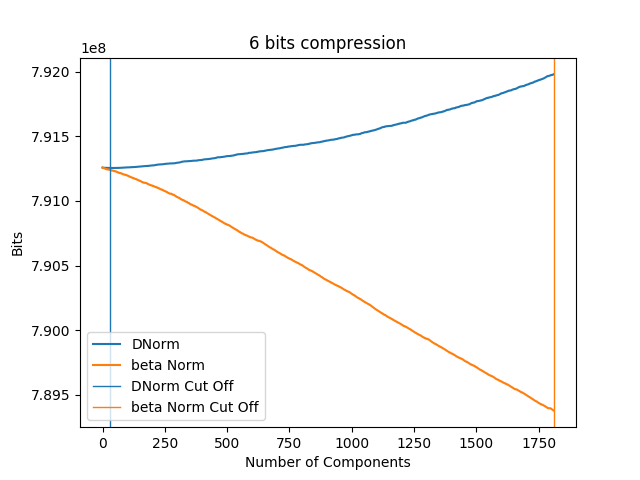 6 bits compression
1e8
7.920
7.915
7.910
7.905
7.900
7.895
Bits
DNorm
beta Norm
DNorm Cut Off
beta Norm Cut Off
0 250 500 750 1000 1250 1500 1750
Number of Components